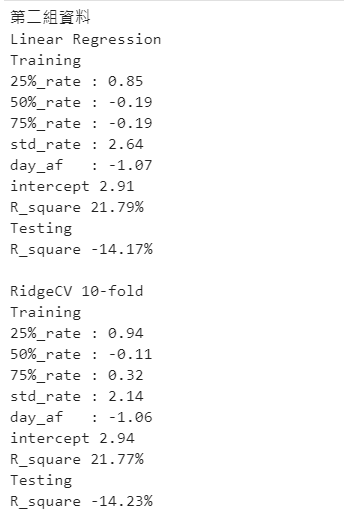 第二組資料
Linear Regression
Training
25%_rate : 0.85
50%_rate : -0.19
75%_rate : -0.19
std_rate : 2.64
day_af   : -1.07
intercept 2.91
R_square 21.79%
Testing
R_square -14.17%

RidgeCV 10-fold
Training
25%_rate : 0.94
50%_rate : -0.11
75%_rate : 0.32
std_rate : 2.14
day_af   : -1.06
intercept 2.94
R_square 21.77%
Testing
R_square -14.23%